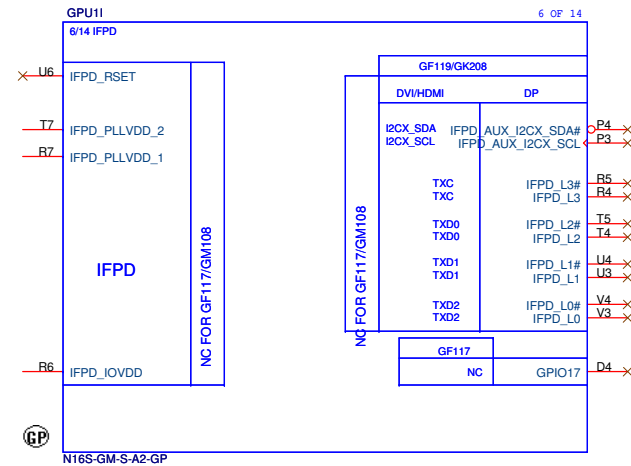 GPU1I
6 OF 14
6/14 IFPD
GF119/GK208
DVI/HDMI DP
U6 IFPD_RSET
T7 IFPD_PLLVDD_2
R7 IFPD_PLLVDD_1
IFPD
R6 IFPD_IOVDD
NC FOR GF117/GM108
NC FOR GF117/GM108
I2CX_SDA IFPD_AUX_I2CX_SDA# P4
I2CX_SCL IFPD_AUX_I2CX_SCL P3
TXC IFPD_L3# R5
TXC IFPD_L3 R4
TXD0 IFPD_L2# T5
TXD0 IFPD_L2 T4
TXD1 IFPD_L1# U4
TXD1 IFPD_L1 U3
TXD2 IFPD_L0# V4
TXD2 IFPD_L0 V3
GF117
NC GPIO17 D4
GP
N16S-GM-S-A2-GP